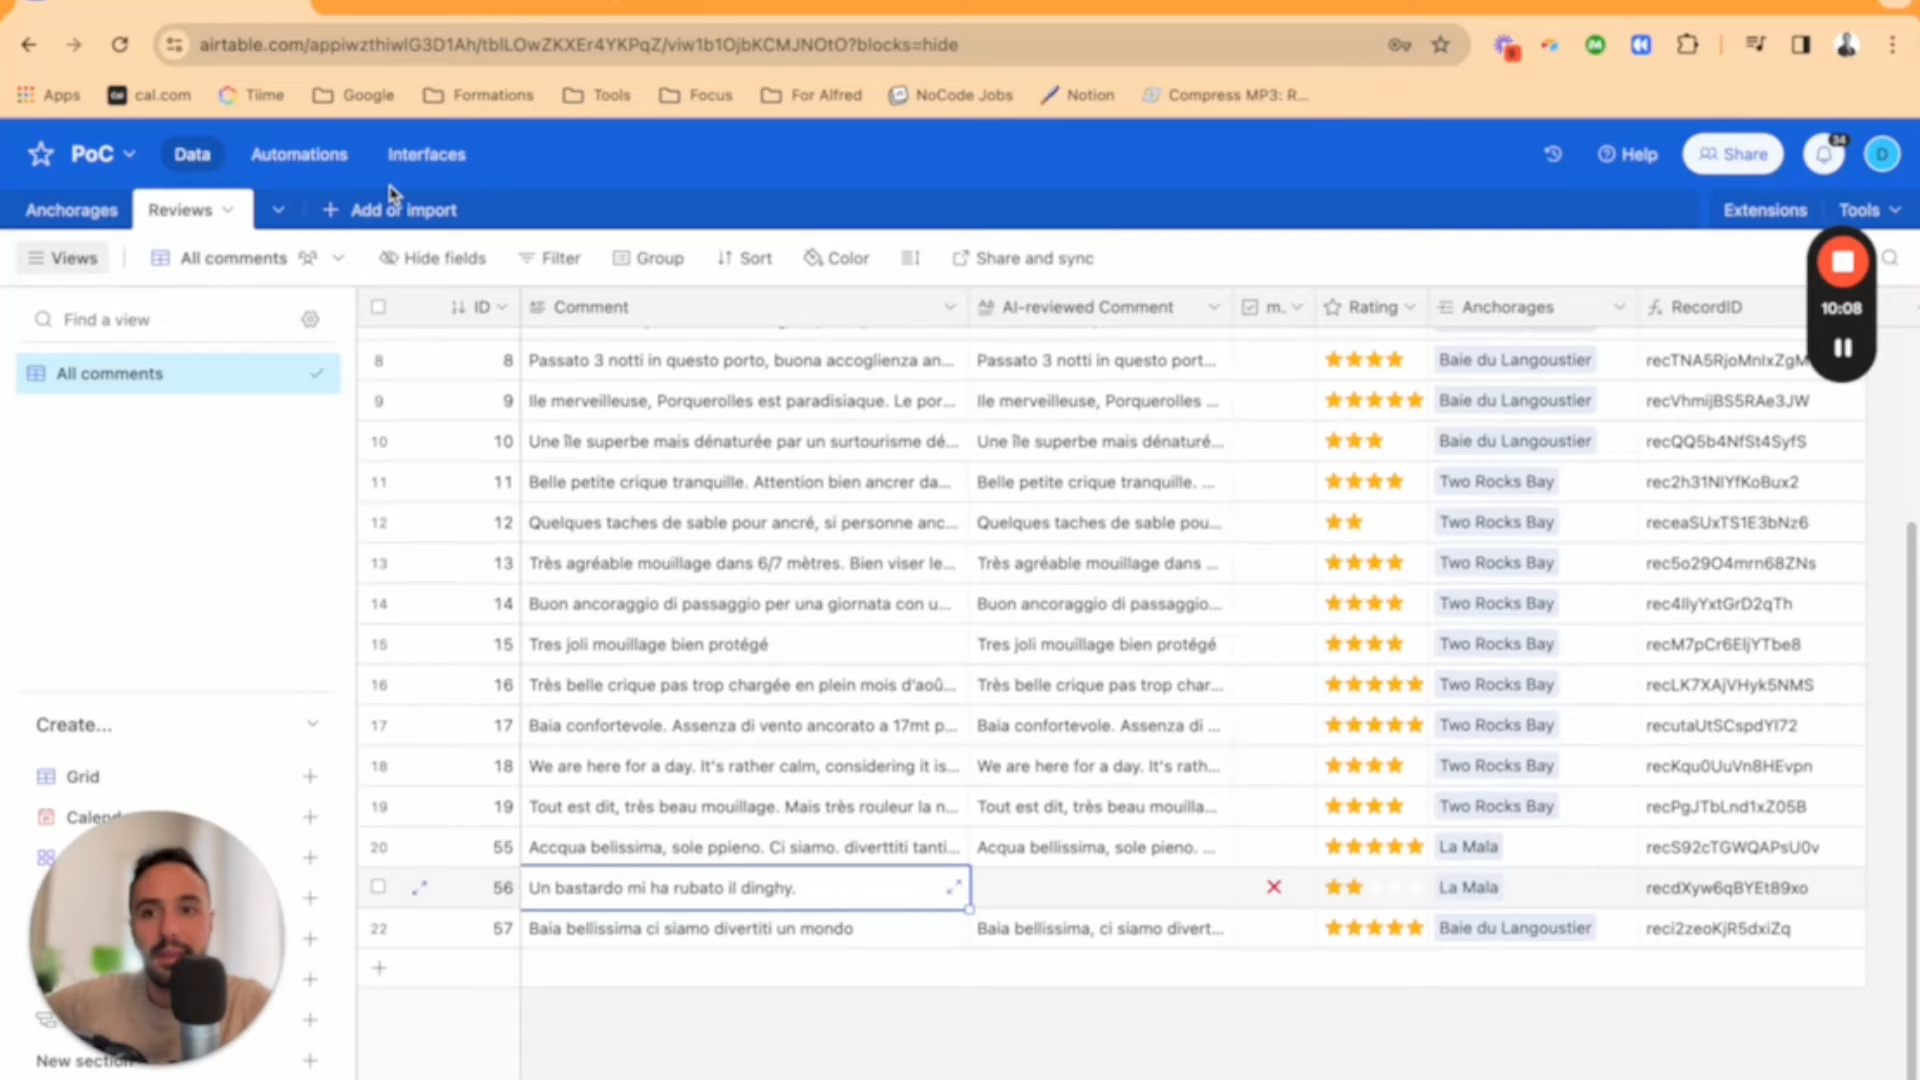 airtable.com/appiwzthiwIG3D1Ah/tblLOwZKXEr4YKPqZ/viw1b1OjbKCMJNOtO?blocks=hide
Apps cal.com Tiime Google Formations Tools Focus For Alfred NoCode Jobs Notion Compress MP3: R...
PoC Data Automations Interfaces Help Share 34 D
Anchorages Reviews Add or import Extensions Tools
Views All comments Hide fields Filter Group Sort Color Share and sync
Find a view
All comments
ID Comment AI-reviewed Comment m. Rating Anchorages RecordID
10:08
8 8 Passato 3 notti in questo porto, buona accoglienza an... Passato 3 notti in questo port... Baie du Langoustier recTNA5RjoMnlxZgM
9 9 Ile merveilleuse, Porquerolles est paradisiaque. Le por... Ile merveilleuse, Porquerolles ... Baie du Langoustier recVhmijBS5RAe3JW
10 10 Une île superbe mais dénaturée par un surtourisme dé... Une île superbe mais dénaturé... Baie du Langoustier recQQ5b4NfSt4SyfS
11 11 Belle petite crique tranquille. Attention bien ancrer da... Belle petite crique tranquille. ... Two Rocks Bay rec2h31NIYfKoBux2
12 12 Quelques taches de sable pour ancré, si personne anc... Quelques taches de sable pou... Two Rocks Bay receaSUxTS1E3bNz6
13 13 Très agréable mouillage dans 6/7 mètres. Bien viser le... Très agréable mouillage dans ... Two Rocks Bay rec5o29O4mrn68ZNs
14 14 Buon ancoraggio di passaggio per una giornata con u... Buon ancoraggio di passaggio... Two Rocks Bay rec4llyYxtGrD2qTh
15 15 Tres joli mouillage bien protégé Tres joli mouillage bien protégé Two Rocks Bay recM7pCr6EljYTbe8
16 16 Très belle crique pas trop chargée en plein mois d'aoû... Très belle crique pas trop char... Two Rocks Bay recLK7XAjVHyk5NMS
17 17 Baia confortevole. Assenza di vento ancorato a 17mt p... Baia confortevole. Assenza di ... Two Rocks Bay recutaUtSCspdYl72
18 18 We are here for a day. It's rather calm, considering it is... We are here for a day. It's rath... Two Rocks Bay recKqu0UuVn8HEvpn
19 19 Tout est dit, très beau mouillage. Mais très rouleur la n... Tout est dit, très beau mouilla... Two Rocks Bay recPgJTbLnd1xZ05B
20 55 Accqua belissima, sole ppieno. Ci siamo. diverttiti tanti... Acqua bellissima, sole pieno. ... La Mala recS92cTGWQAPsU0v
56 Un bastardo mi ha rubato il dinghy. La Mala recdXyw6qBYEt89xo
22 57 Baia bellissima ci siamo divertiti un mondo Baia bellissima, ci siamo divert... Baie du Langoustier reci2zeoKjR5dxiZq
Create...
Grid
Calend
New section